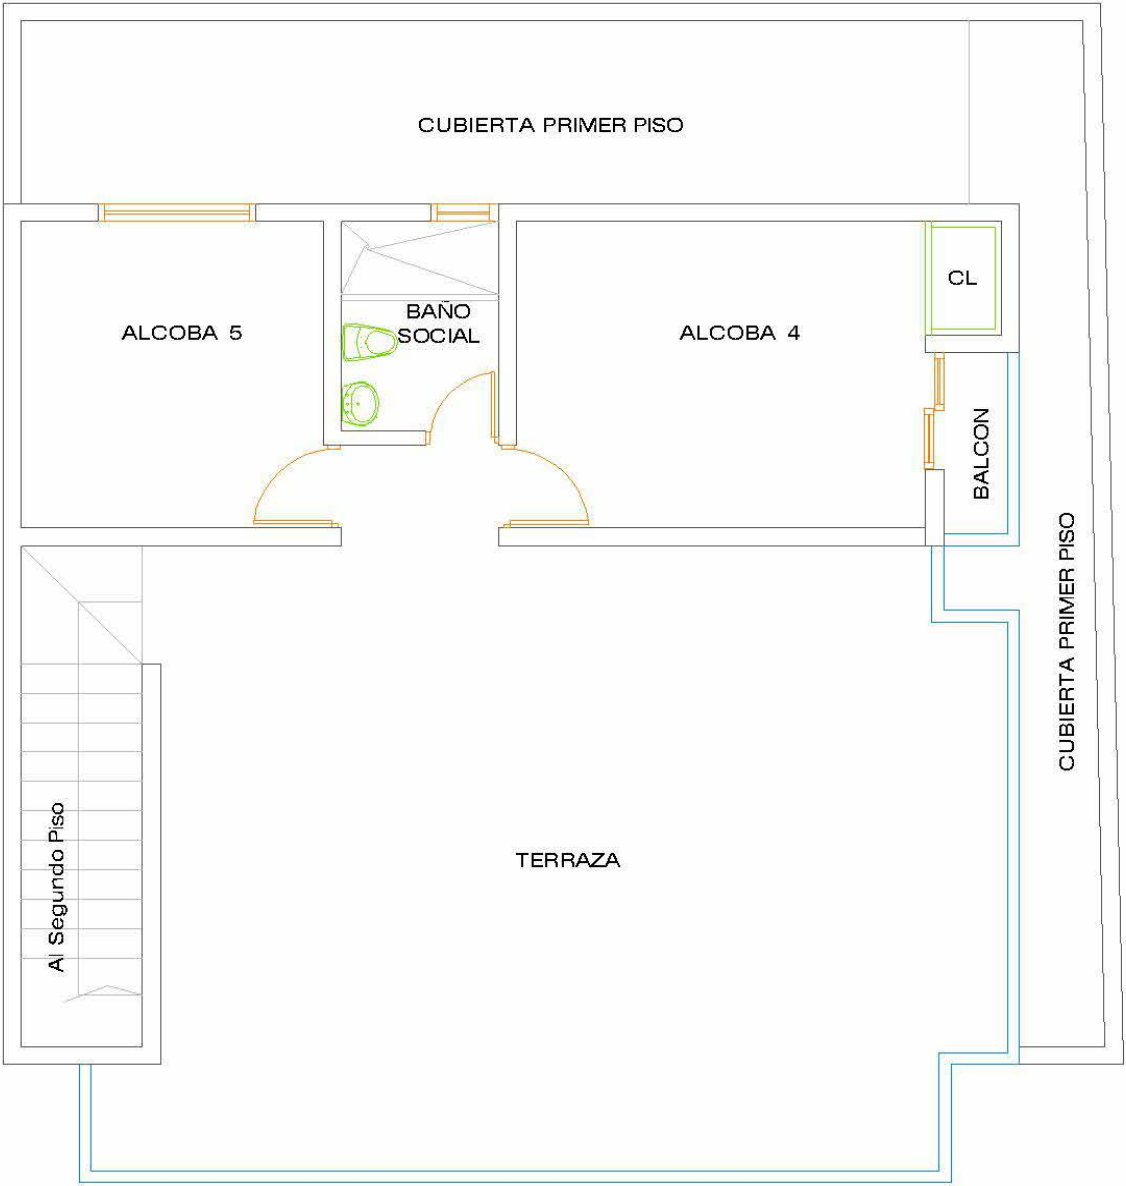 CUBIERTA PRIMER PISO
CL
BAÑO
SOCIAL
ALCOBA 5
ALCOBA 4
BALCON
CUBIERTA PRIMER PISO
Al Segundo Piso
TERRAZA